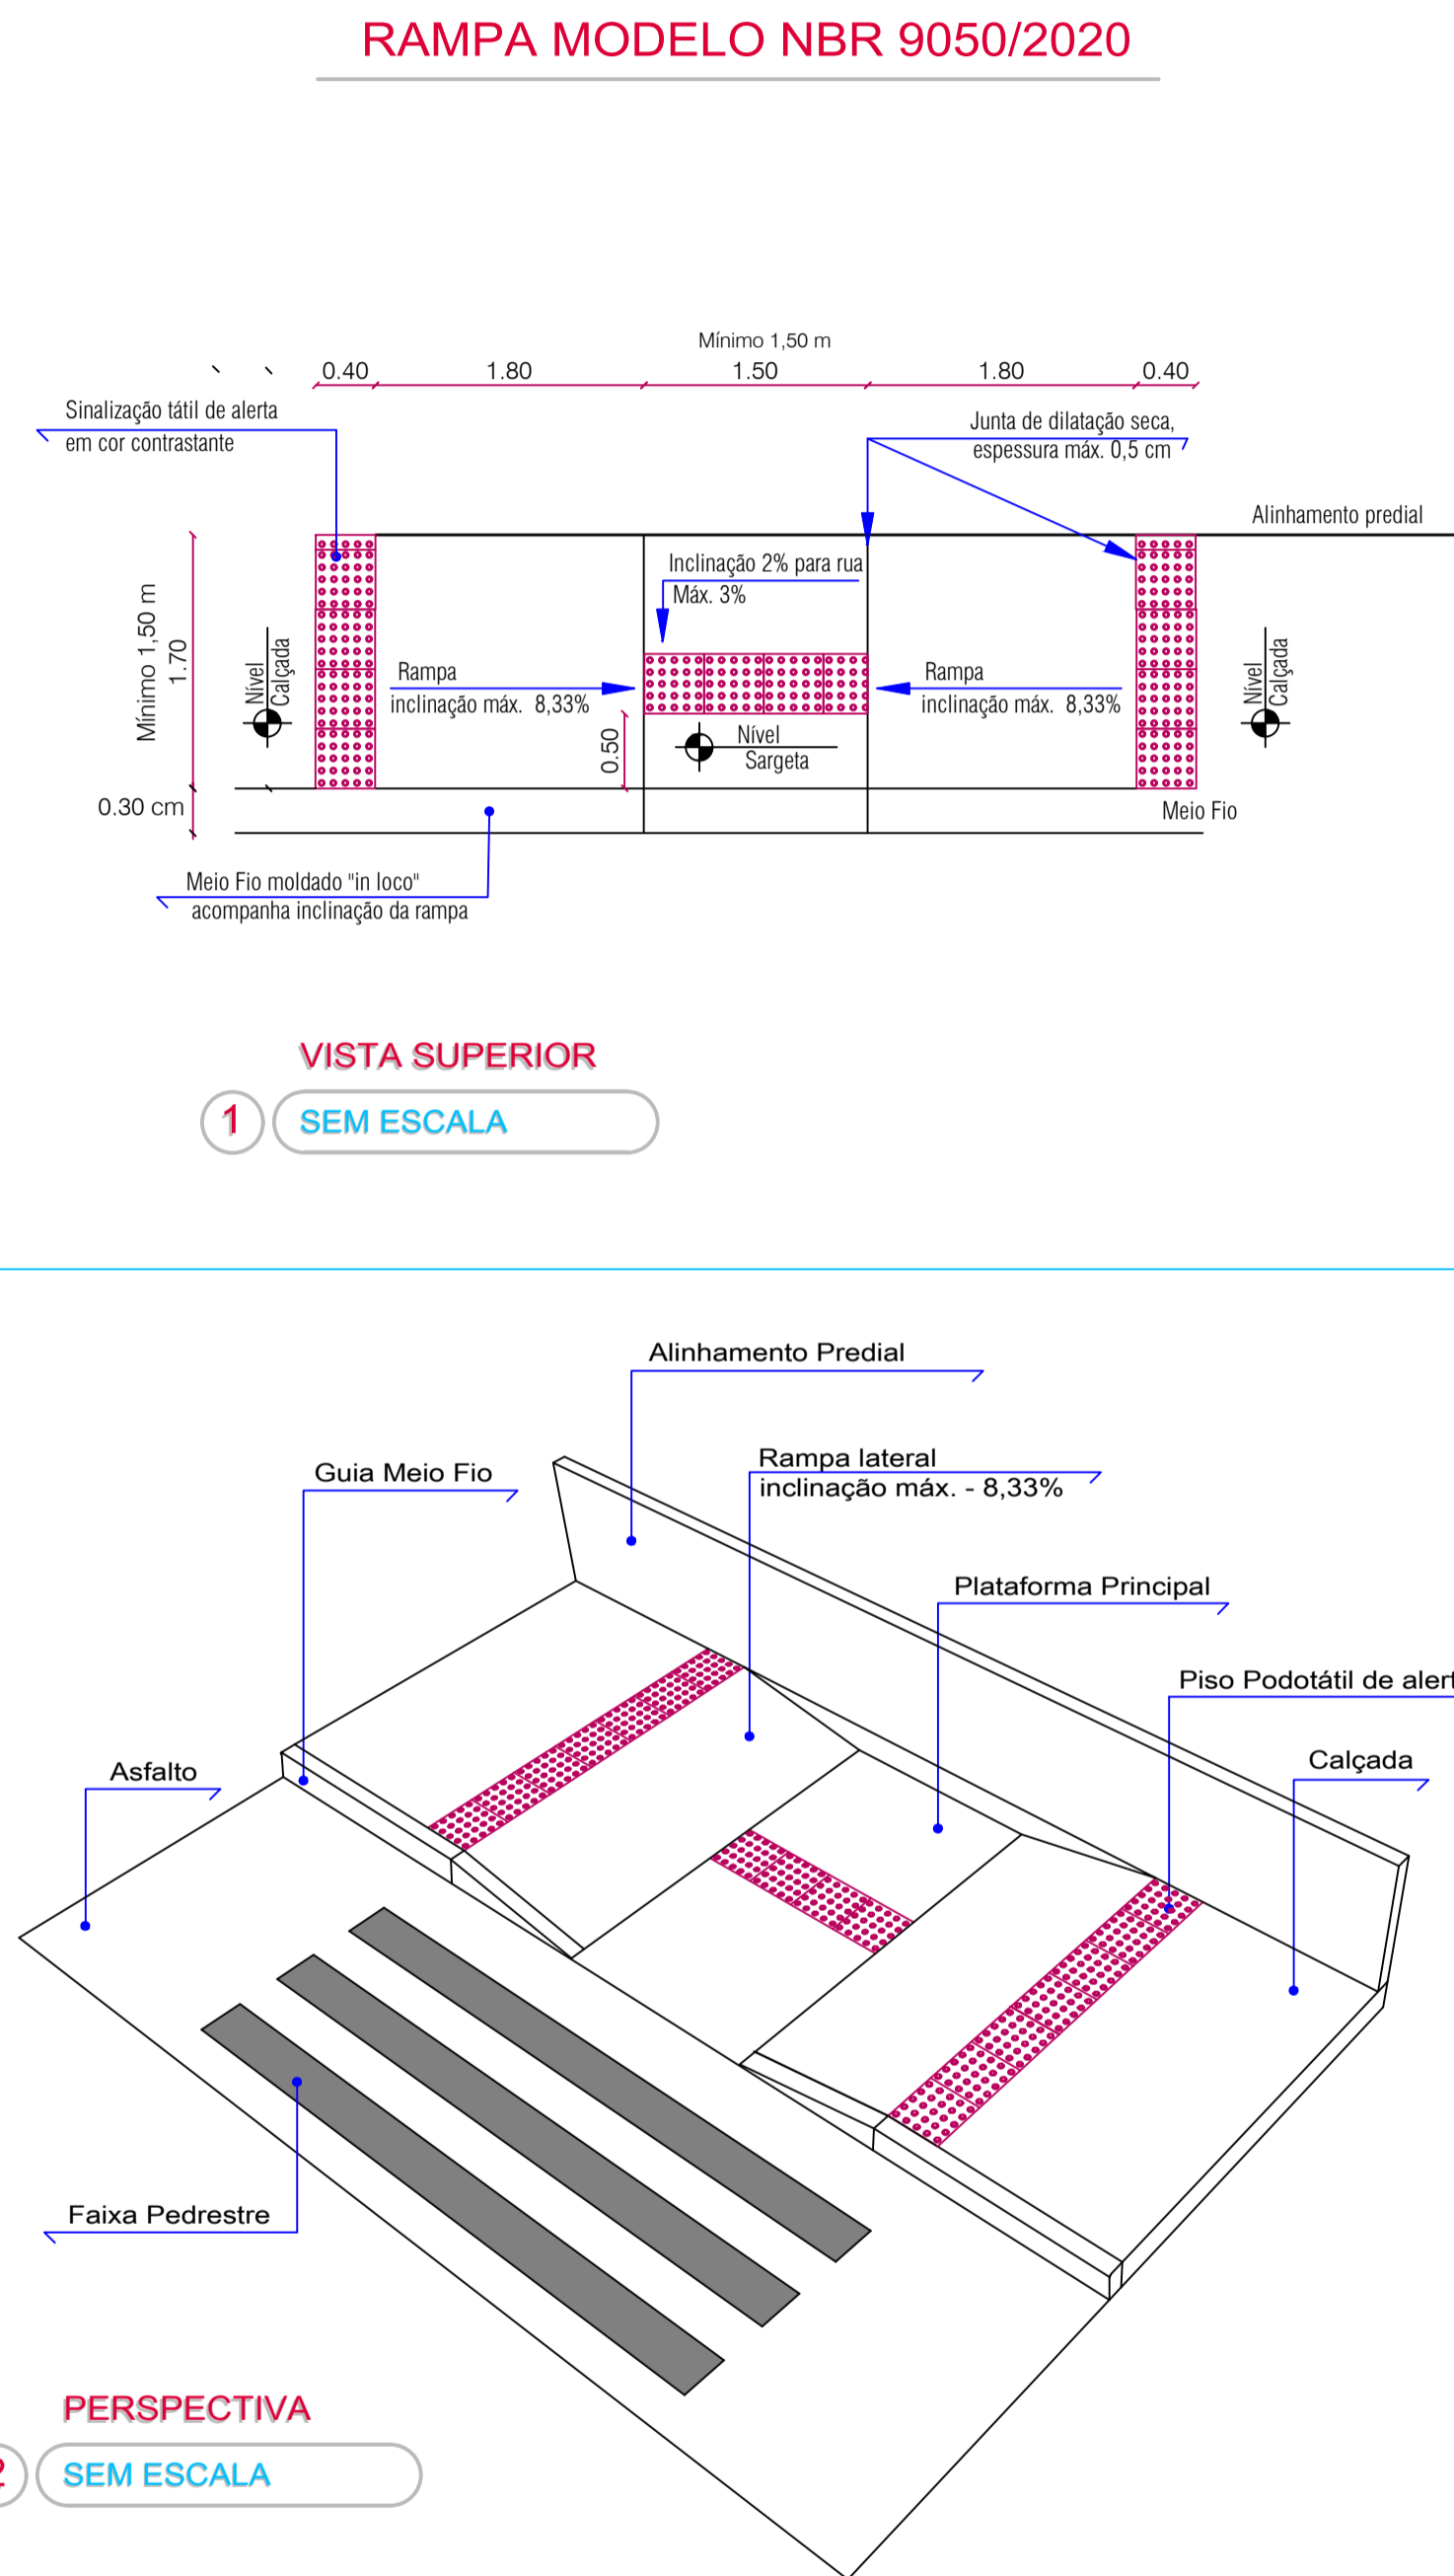 RAMPA MODELO NBR 9050/2020
Mínimo 1,50 m
0.40
1.80
1.50
1.80
0.40
Sinalização tátil de alerta
em cor contrastante
Junta de dilatação seca,
espessura máx. 0,5 cm
Alinhamento predial
Inclinação 2% para rua
Máx. 3%
Mínimo 1,50 m
1.70
Nível
Calçada
Rampa
inclinação máx. 8,33%
Rampa
inclinação máx. 8,33%
Nível
Calçada
0.50
Nível
Sargeta
0.30 cm
Meio Fio
Meio Fio moldado "in loco"
acompanha inclinação da rampa
VISTA SUPERIOR
1
SEM ESCALA
Alinhamento Predial
Rampa lateral
inclinação máx. - 8,33%
Guia Meio Fio
Plataforma Principal
Piso Podotátil de alert
Calçada
Asfalto
Faixa Pedrestre
PERSPECTIVA
2
SEM ESCALA